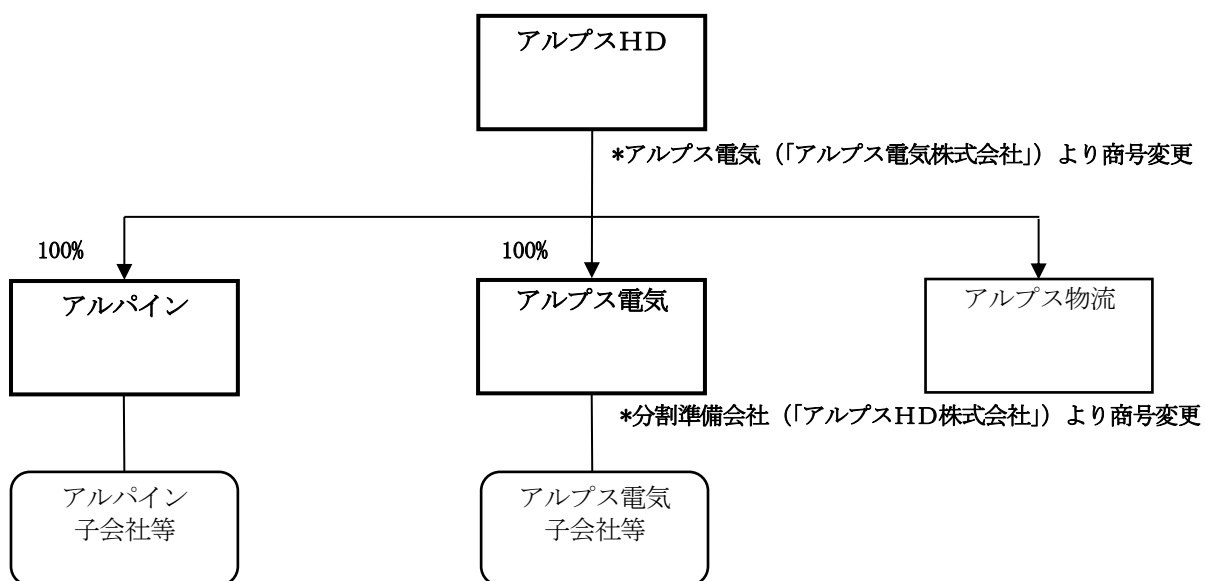 アルプスＨＤ
*アルプス電気（「アルプス電気株式会社」）より商号変更
100%
100%
アルパイン
アルプス電気
アルプス物流
*分割準備会社（「アルプスＨＤ株式会社」）より商号変更
アルパイン
子会社等
アルプス電気
子会社等